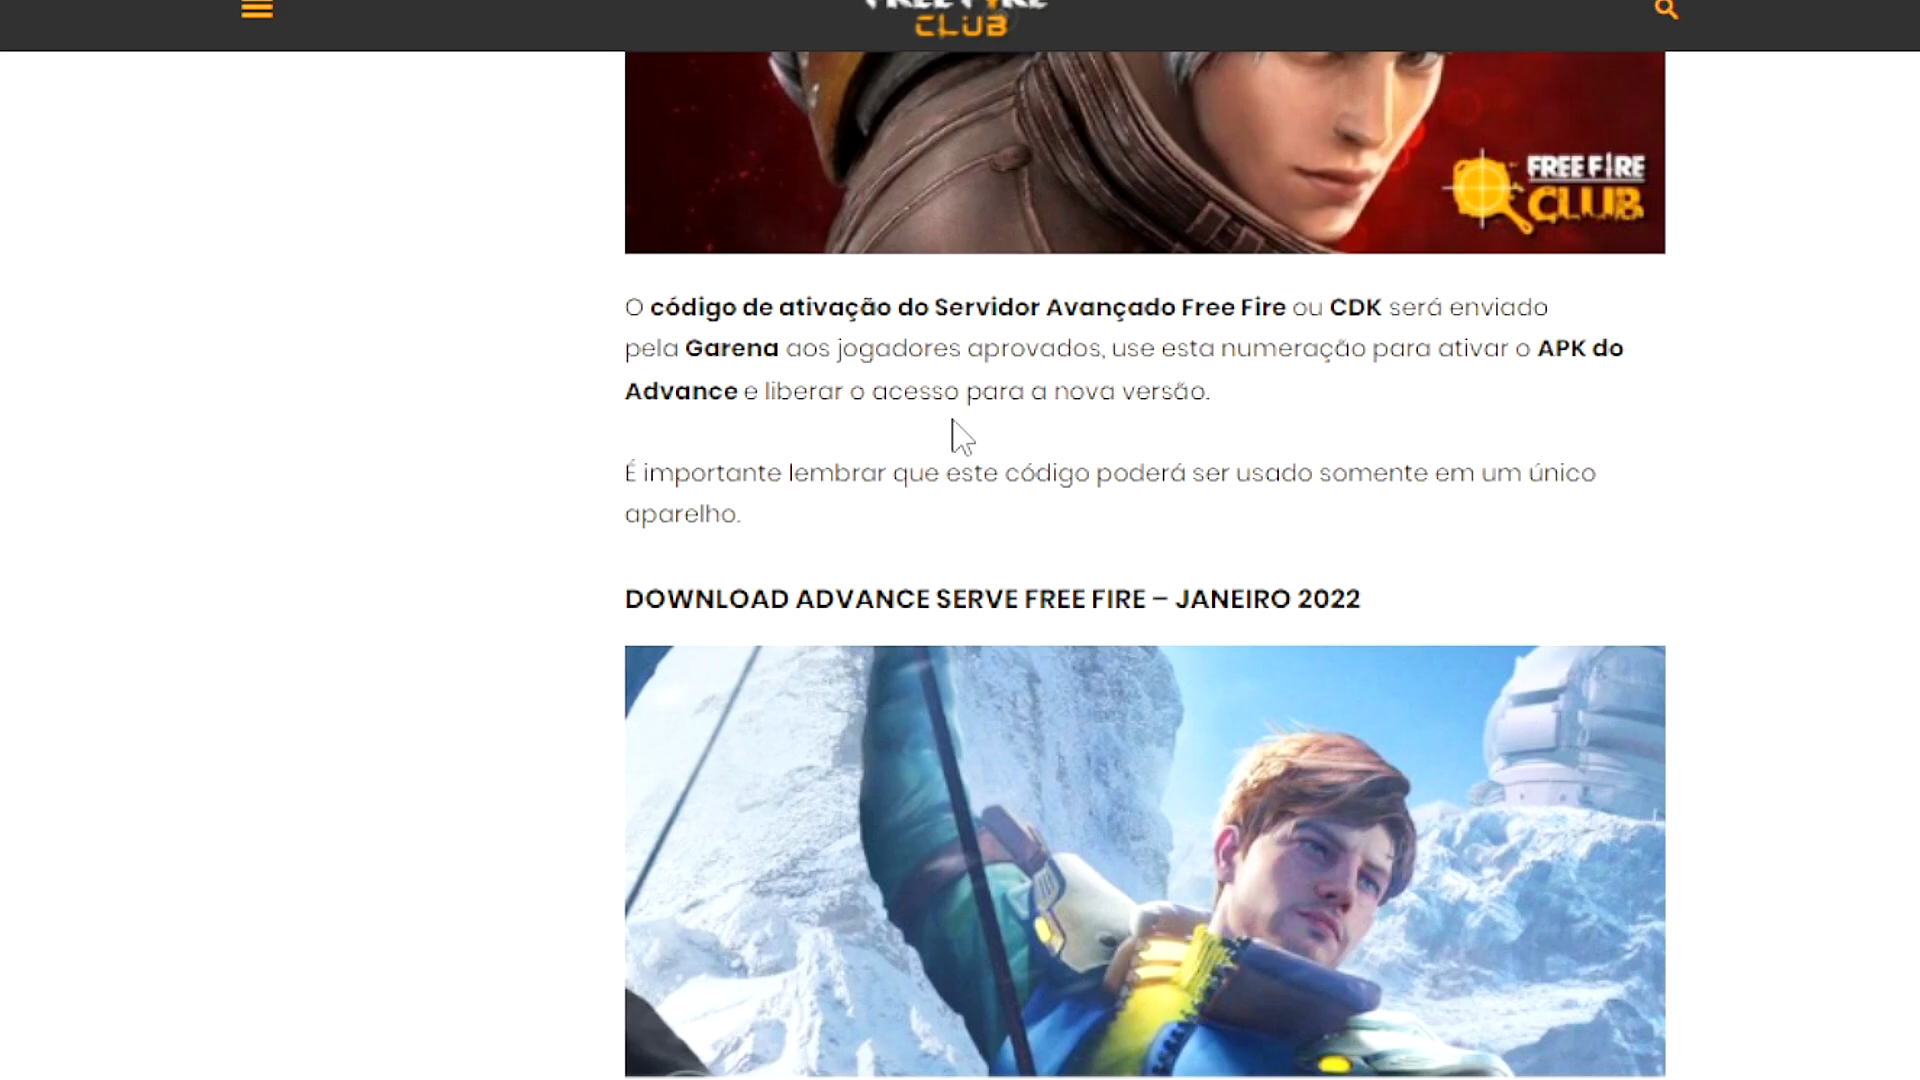 FREE FIRE
CLUB
FREE FIRE
CLUB
O código de ativação do Servidor Avançado Free Fire ou CDK será enviado
pela Garena aos jogadores aprovados, use esta numeração para ativar o APK do
Advance e liberar o acesso para a nova versão.
É importante lembrar que este código poderá ser usado somente em um único
aparelho.
DOWNLOAD ADVANCE SERVE FREE FIRE – JANEIRO 2022